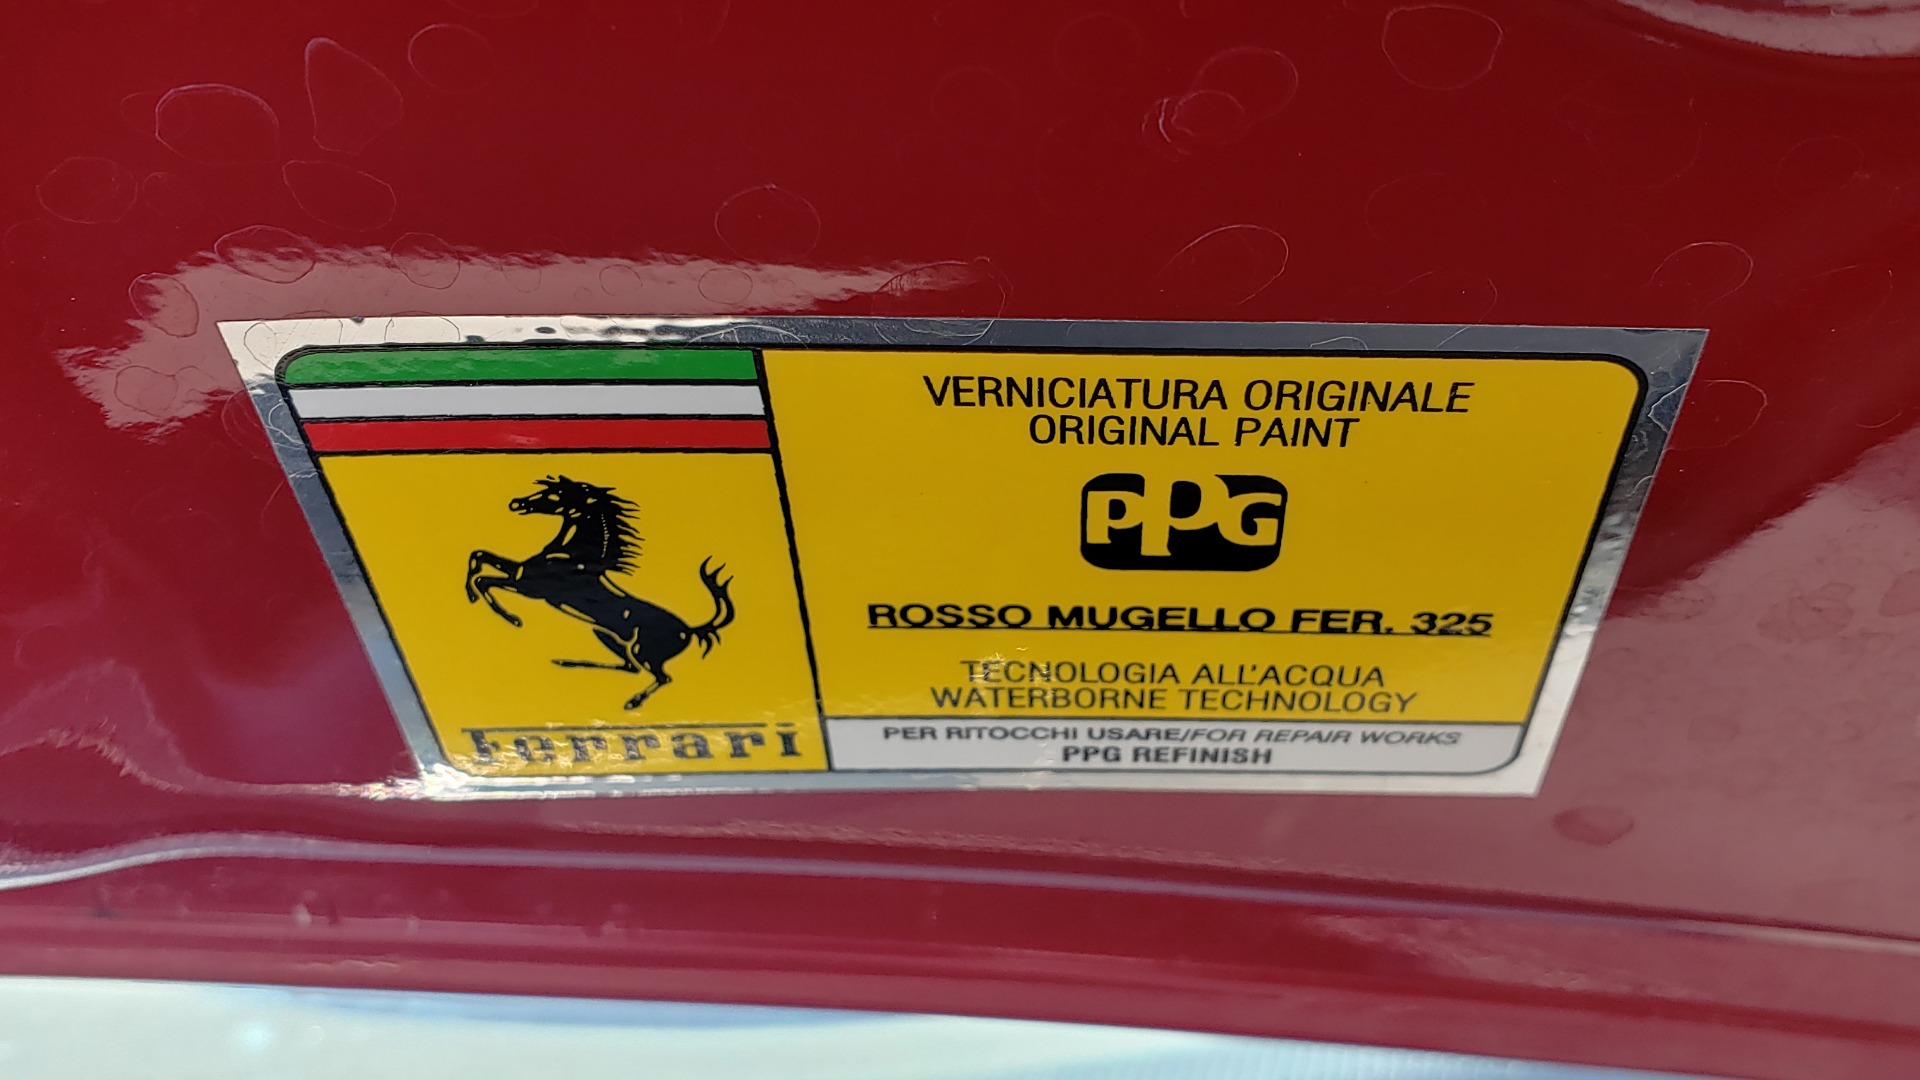 VERNICIATURA ORIGINALE
ORIGINAL PAINT
PPG
ROSSO MUGELLO FER. 325
TECNOLOGIA ALL'ACQUA
WATERBORNE TECHNOLOGY
Ferrari
PER RITOCCHI USARE/FOR REPAIR WORKS
PPG REFINISH